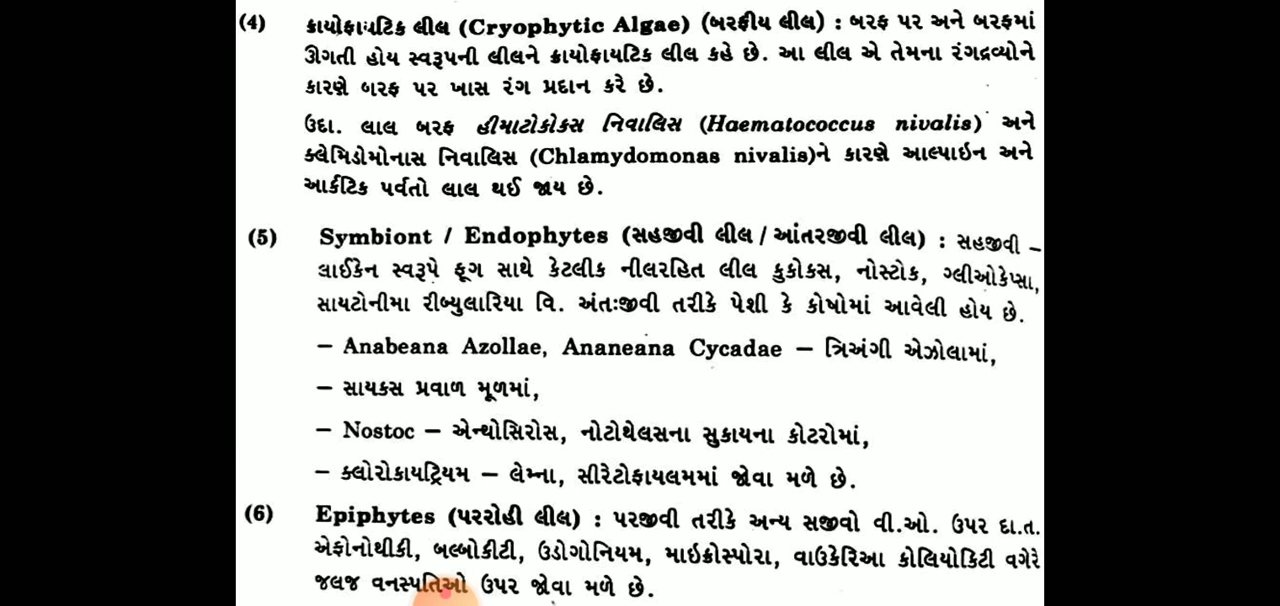 (4) ક્રાયોફાયટિક લીલ (Cryophytic Algae) (બરફીય લીલ) : બરફ પર અને બરફમાં
ઊગતી હોય સ્વરૂપની લીલને ક્રાયોફાયટિક લીલ કહે છે. આ લીલ એ તેમના રંગદ્રવ્યોને
કારણે બરફ પર ખાસ રંગ પ્રદાન કરે છે.
ઉદા. લાલ બરફ હીમાટોકોક્સ નિવાલિસ (Haematococcus nivalis) અને
ક્લેમિડોમોનાસ નિવાલિસ (Chlamydomonas nivalis)ને કારણે આલ્પાઇન અને
આર્કટિક પર્વતો લાલ થઈ જાય છે.
(5) Symbiont / Endophytes (સહજીવી લીલ / આંતરજીવી લીલ) : સહજીવી –
લાઈકેન સ્વરૂપે ફૂગ સાથે કેટલીક નીલરહિત લીલ ક્રુકોકસ, નોસ્ટોક, ગ્લીઓકેપ્સા,
સાયટોનીમા રીબ્યુલારિયા વિ. અંતઃજીવી તરીકે પેશી કે કોષોમાં આવેલી હોય છે.
– Anabeana Azollae, Ananeana Cycadae – ત્રિઅંગી એઝોલામાં,
– સાયકસ પ્રવાળ મૂળમાં,
– Nostoc – એન્થોસિરોસ, નોટોથેલસના સુકાયના કોટરોમાં,
– ક્લોરોકાયટ્રિયમ – લેમ્ના, સીરેટોફાયલમમાં જોવા મળે છે.
(6) Epiphytes (પરરોહી લીલ) : પરજીવી તરીકે અન્ય સજીવો વી.ઓ. ઉપર દા.ત.
એફોનોથીકી, બલ્બોકીટી, ઉડોગોનિયમ, માઇક્રોસ્પોરા, વાઉકેરિઆ કોલિયોકિટી વગેરે
જલજ વનસ્પતિઓ ઉપર જોવા મળે છે.